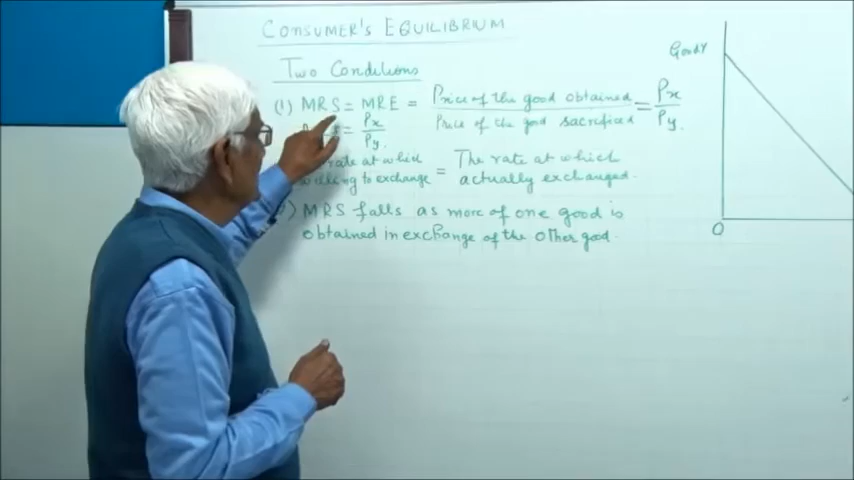 CONSUMER'S EQUILIBRIUM
Two Conditions
(1) MRS = MRE = Price of the good obtained / Price of the good sacrificed = Px / Py.
= Px / Py.
rate at which willing to exchange = The rate at which actually exchanged.
MRS falls as more of one good is
obtained in exchange of the other good.
Good Y
O